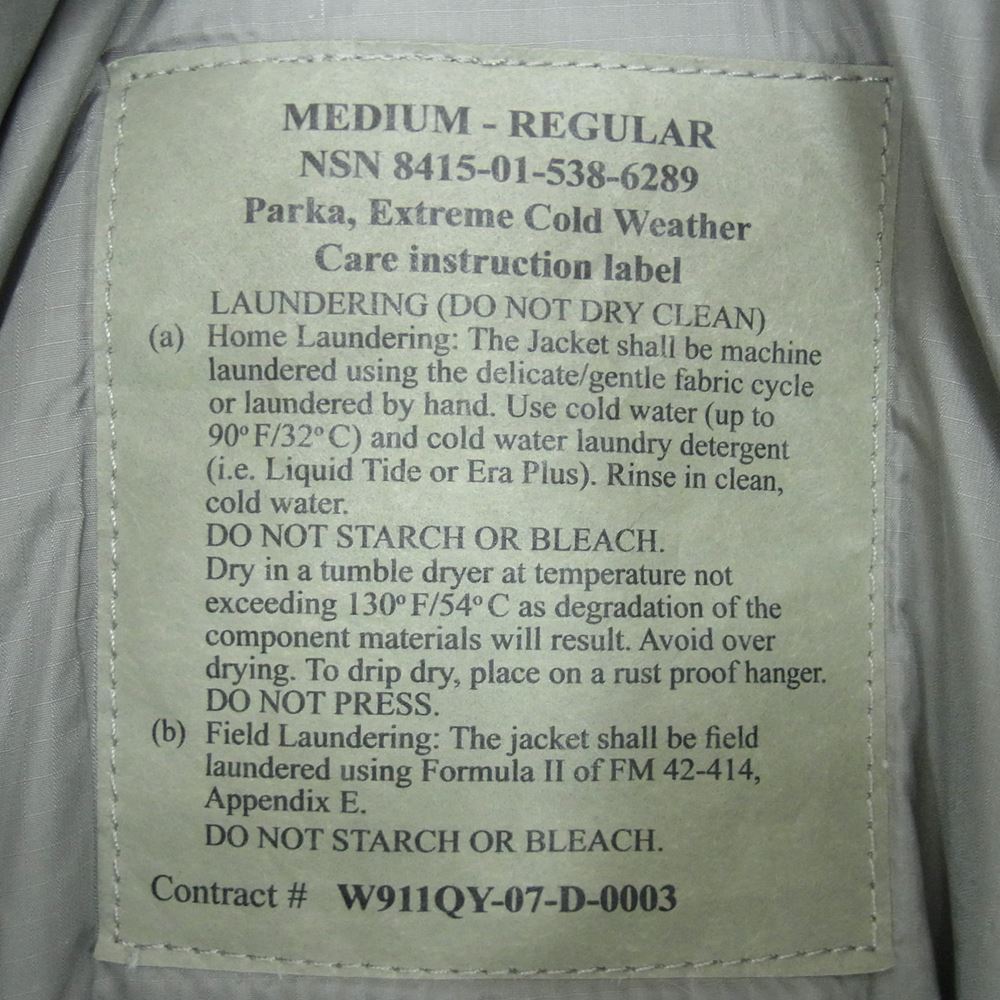 MEDIUM - REGULAR
NSN 8415-01-538-6289
Parka, Extreme Cold Weather
Care instruction label
LAUNDERING (DO NOT DRY CLEAN)
(a) Home Laundering: The Jacket shall be machine
laundered using the delicate/gentle fabric cycle
or laundered by hand. Use cold water (up to
90º F/32º C) and cold water laundry detergent
(i.e. Liquid Tide or Era Plus). Rinse in clean,
cold water.
DO NOT STARCH OR BLEACH.
Dry in a tumble dryer at temperature not
exceeding 130º F/54º C as degradation of the
component materials will result. Avoid over
drying. To drip dry, place on a rust proof hanger.
DO NOT PRESS.
(b) Field Laundering: The jacket shall be field
laundered using Formula II of FM 42-414,
Appendix E.
DO NOT STARCH OR BLEACH.
Contract # W911QY-07-D-0003